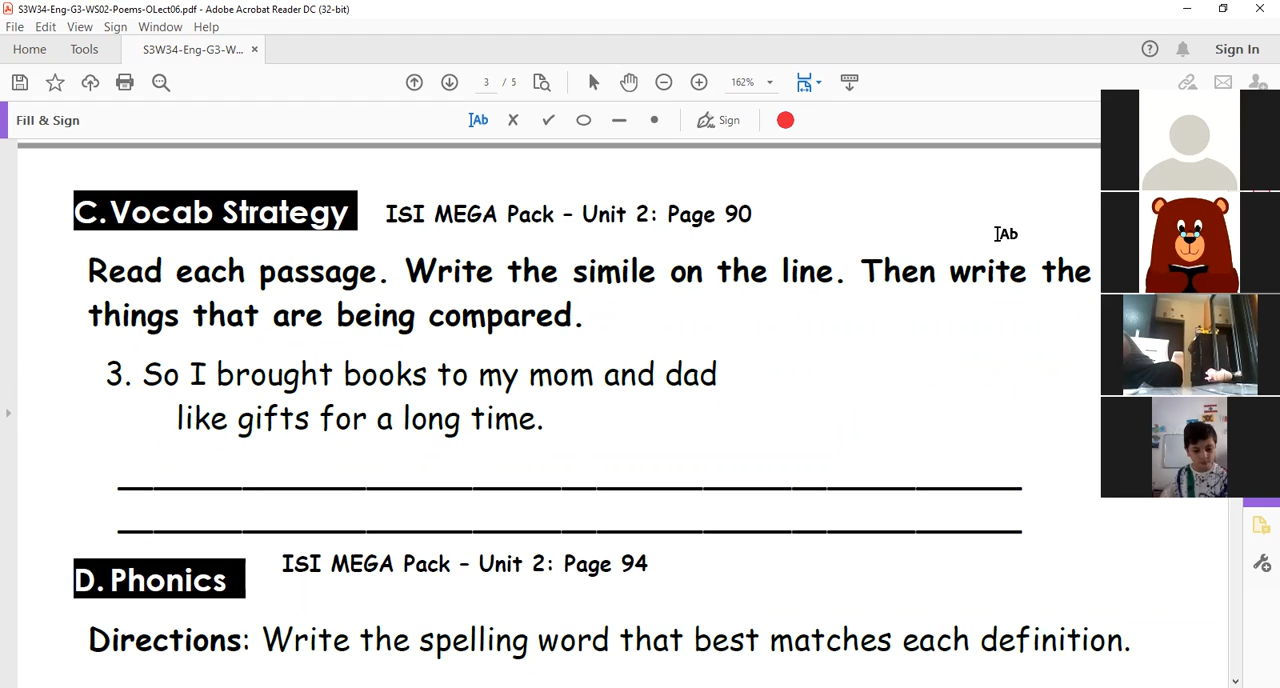 S3W34-Eng-G3-WS02-Poems-OLect06.pdf - Adobe Acrobat Reader DC (32-bit)
File Edit View Sign Window Help
Home Tools S3W34-Eng-G3-W... × Sign In
3 / 5 162%
Fill & Sign Ab Sign
C.Vocab Strategy ISI MEGA Pack – Unit 2: Page 90
Ab
Read each passage. Write the simile on the line. Then write the
things that are being compared.
3. So I brought books to my mom and dad
like gifts for a long time.
D. Phonics ISI MEGA Pack – Unit 2: Page 94
Directions: Write the spelling word that best matches each definition.